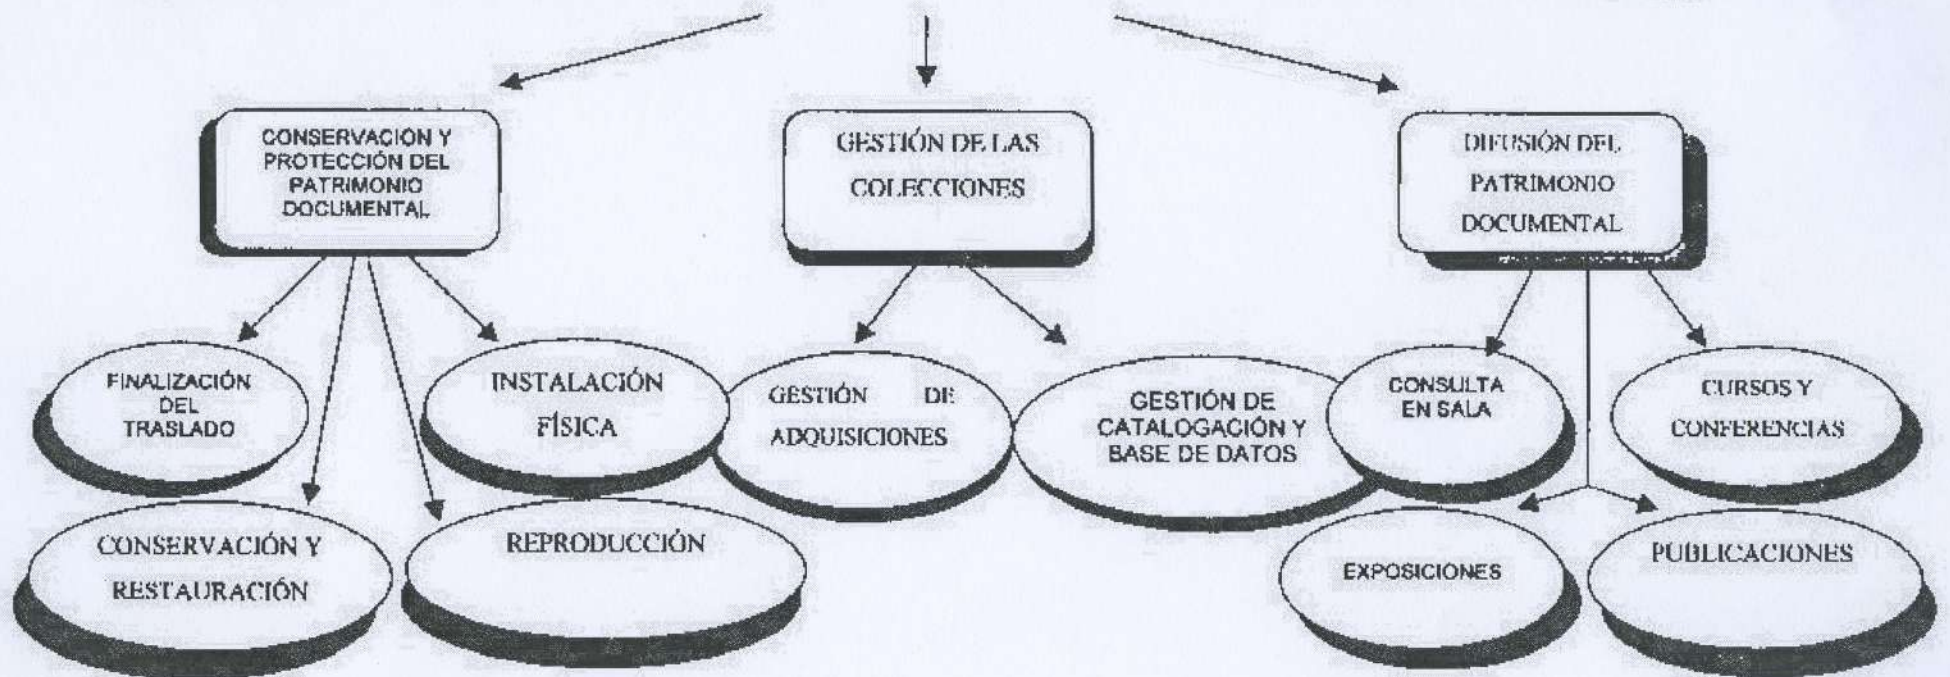 CONSERVACIÓN Y
PROTECCIÓN DEL
PATRIMONIO
DOCUMENTAL
GESTIÓN DE LAS
COLECCIONES
DIFUSIÓN DEL
PATRIMONIO
DOCUMENTAL
FINALIZACIÓN
DEL
TRASLADO
INSTALACIÓN
FÍSICA
GESTIÓN DE
ADQUISICIONES
GESTIÓN DE
CATALOGACIÓN Y
BASE DE DATOS
CONSULTA
EN SALA
CURSOS Y
CONFERENCIAS
CONSERVACIÓN Y
RESTAURACIÓN
REPRODUCCIÓN
EXPOSICIONES
PUBLICACIONES